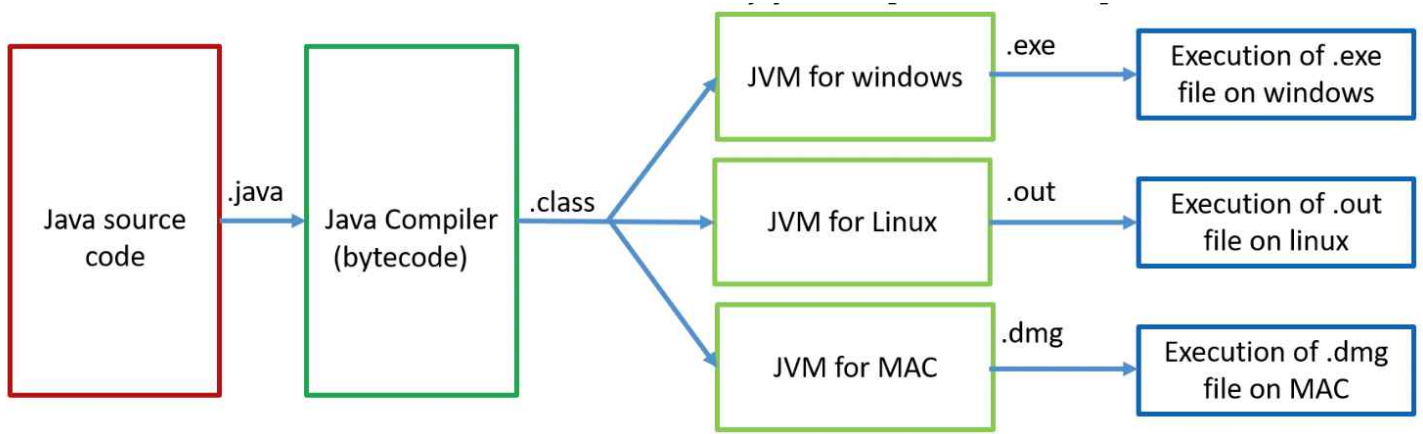 Java source
code
.java
Java Compiler
(bytecode)
.class
JVM for windows
.exe
Execution of .exe
file on windows
JVM for Linux
.out
Execution of .out
file on linux
JVM for MAC
.dmg
Execution of .dmg
file on MAC